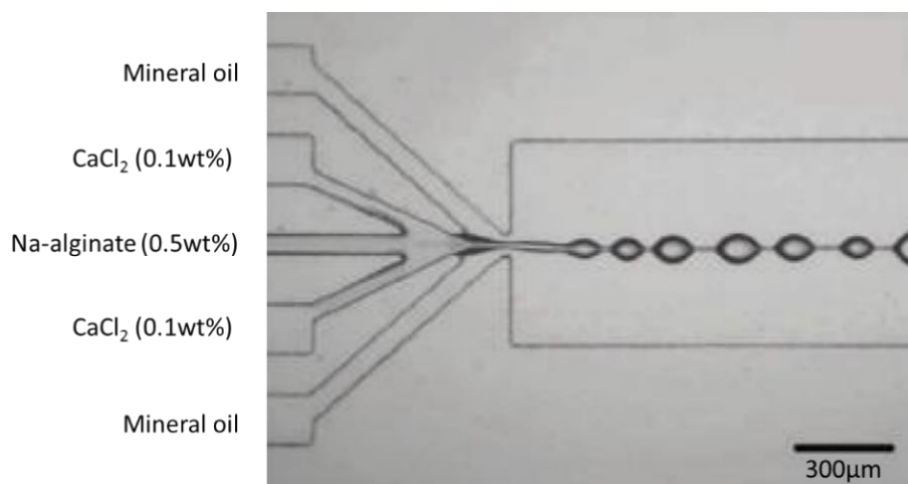 Mineral oil
CaCl₂ (0.1wt%)
Na-alginate (0.5wt%)
CaCl₂ (0.1wt%)
Mineral oil
300μm